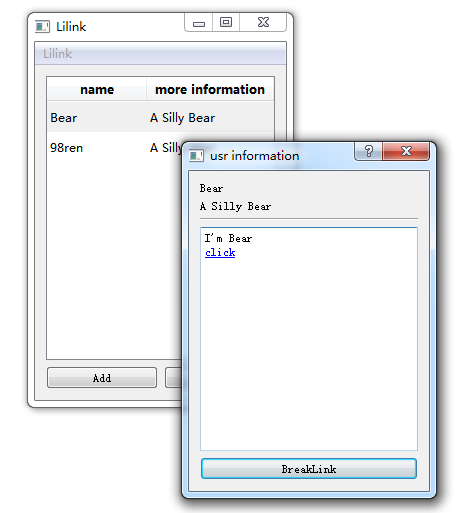 Lilink
Lilink
name more information
Bear A Silly Bear
98ren A Silly
Add
usr information
?
Bear
A Silly Bear
I'm Bear
click
BreakLink